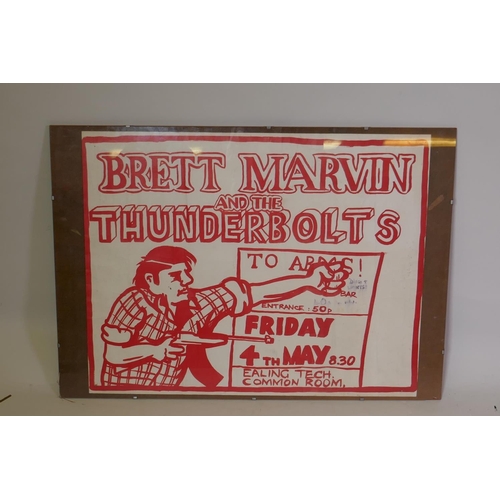 BRETT MARVIN
AND THE
THUNDERBOLTS
TO ARMS!
BAR
ENTRANCE: 50p
FRIDAY
4TH MAY 8.30
EALING TECH.
COMMON ROOM,